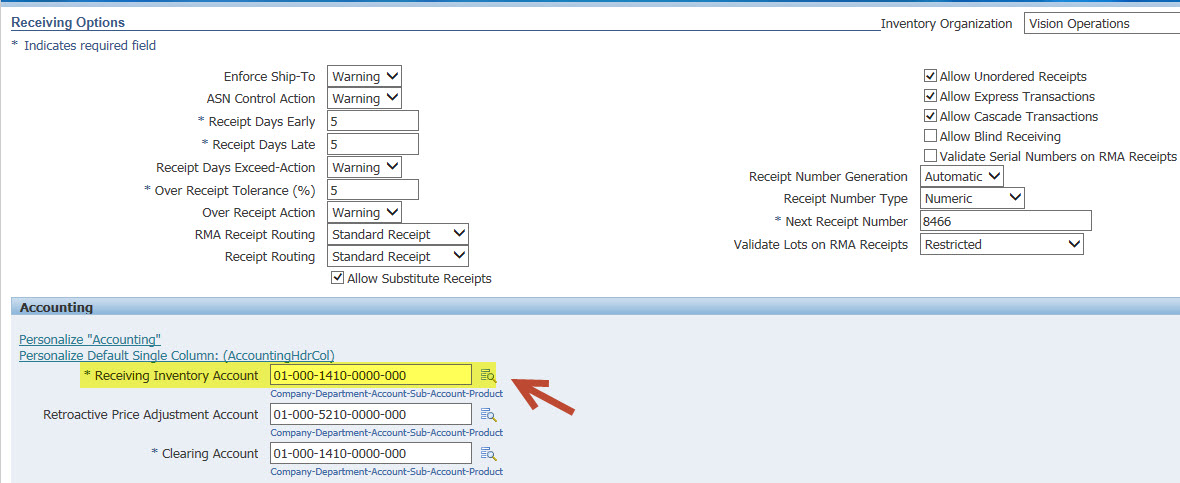 Receiving Options
Inventory Organization Vision Operations
* Indicates required field
Enforce Ship-To Warning
ASN Control Action Warning
* Receipt Days Early 5
* Receipt Days Late 5
Receipt Days Exceed-Action Warning
* Over Receipt Tolerance (%) 5
Over Receipt Action Warning
RMA Receipt Routing Standard Receipt
Receipt Routing Standard Receipt
Allow Substitute Receipts
Allow Unordered Receipts
Allow Express Transactions
Allow Cascade Transactions
Allow Blind Receiving
Validate Serial Numbers on RMA Receipts
Receipt Number Generation Automatic
Receipt Number Type Numeric
* Next Receipt Number 8466
Validate Lots on RMA Receipts Restricted
Accounting
Personalize "Accounting"
Personalize Default Single Column: (AccountingHdrCol)
* Receiving Inventory Account 01-000-1410-0000-000
Company-Department-Account-Sub-Account-Product
Retroactive Price Adjustment Account 01-000-5210-0000-000
Company-Department-Account-Sub-Account-Product
* Clearing Account 01-000-1410-0000-000
Company-Department-Account-Sub-Account-Product